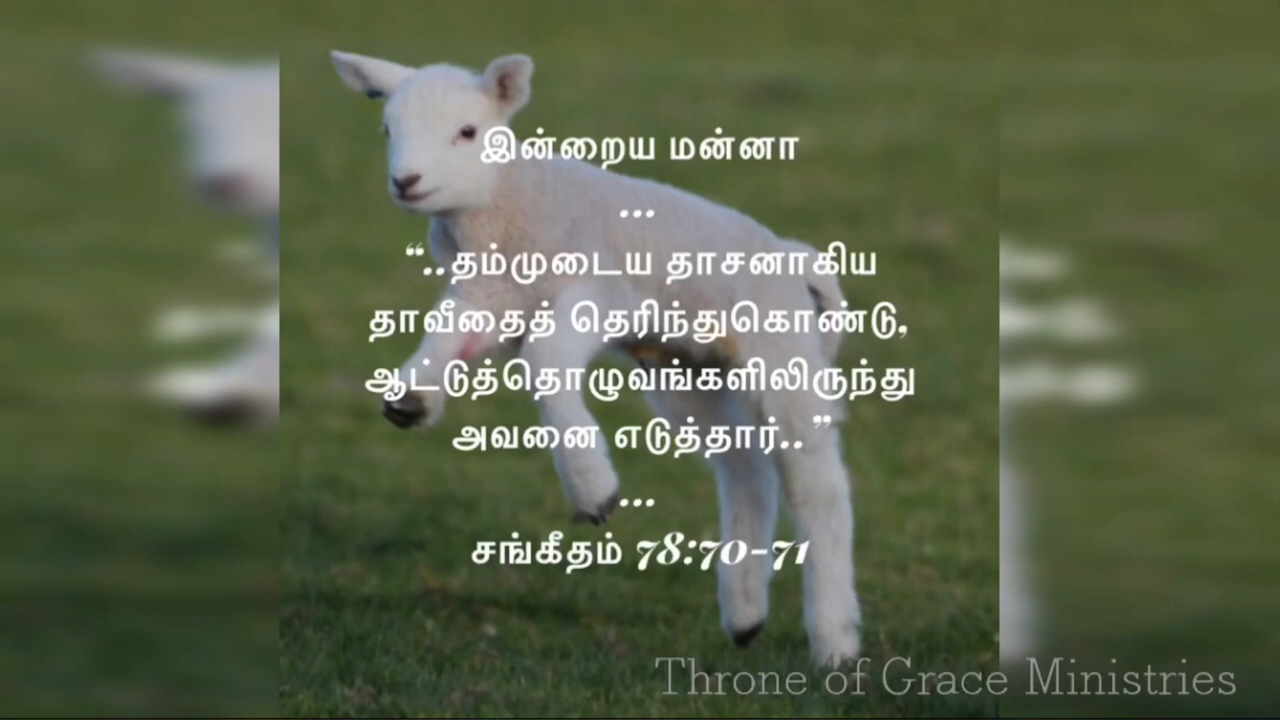 இன்றைய மன்னா
...
“..தம்முடைய தாசனாகிய
தாவீதைத் தெரிந்துகொண்டு,
ஆட்டுத்தொழுவங்களிலிருந்து
அவனை எடுத்தார்..”
...
சங்கீதம் 78:70-71
Throne of Grace Ministries